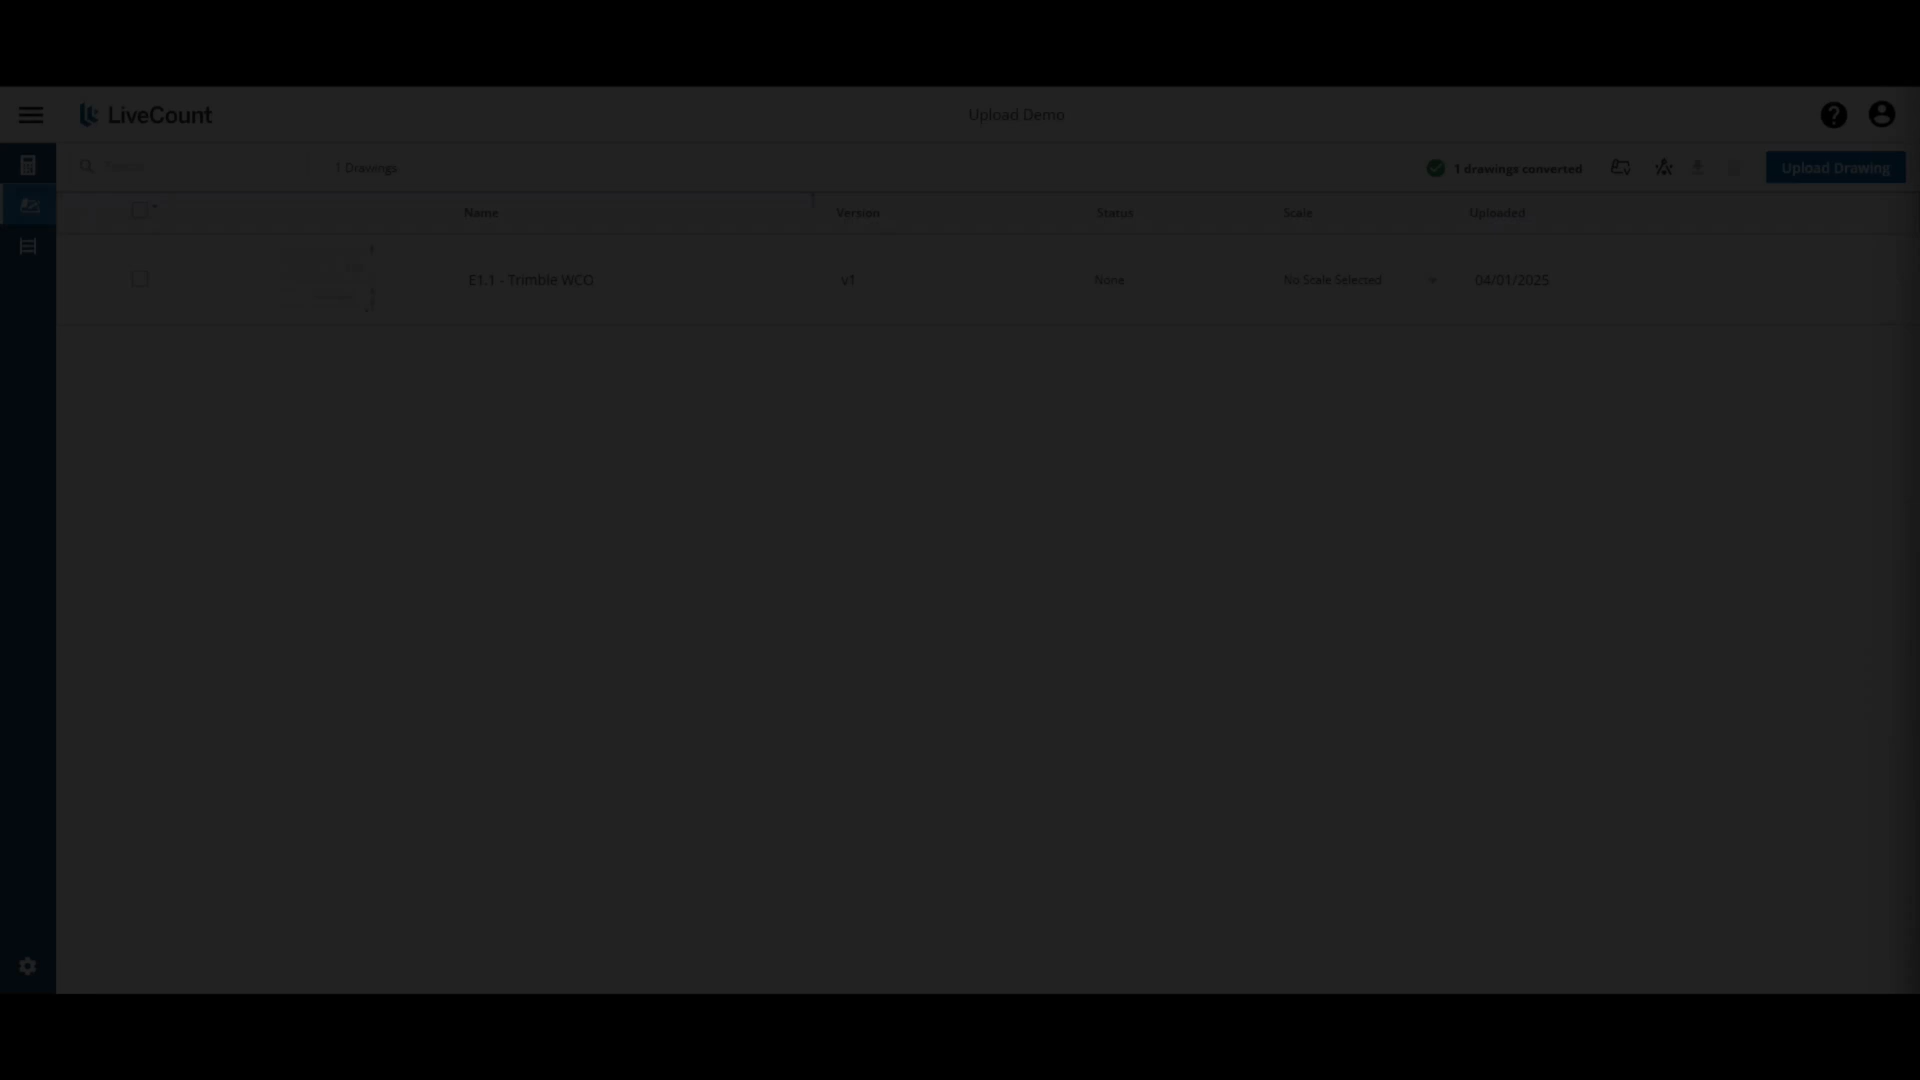 LiveCount
Upload Demo
1 Drawings
1 drawings converted
Upload Drawing
Name
Version
Status
Scale
Uploaded
E1.1 - Trimble WCO
v1
None
No Scale Selected
04/01/2025